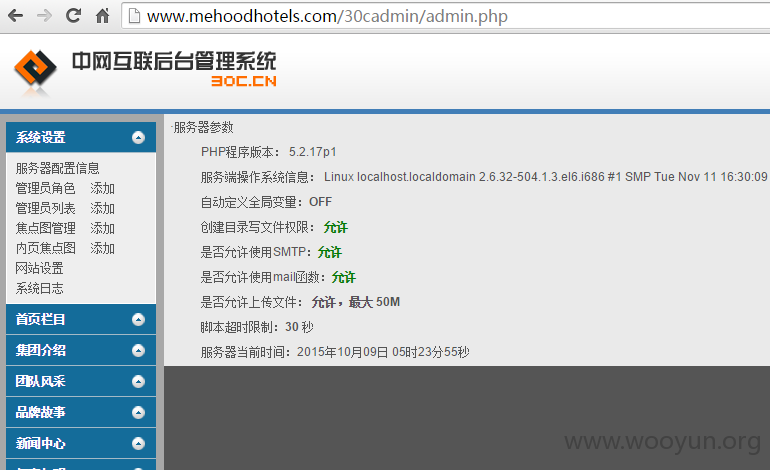 www.mehoodhotels.com/30cadmin/admin.php
中网互联后台管理系统
30C.CN
系统设置
服务器配置信息
管理员角色 添加
管理员列表 添加
焦点图管理 添加
内页焦点图 添加
网站设置
系统日志
首页栏目
集团介绍
团队风采
品牌故事
新闻中心
·服务器参数
PHP程序版本： 5.2.17p1
服务端操作系统信息： Linux localhost.localdomain 2.6.32-504.1.3.el6.i686 #1 SMP Tue Nov 11 16:30:09
自动定义全局变量：OFF
创建目录写文件权限：允许
是否允许使用SMTP：允许
是否允许使用mail函数：允许
是否允许上传文件： 允许，最大 50M
脚本超时限制：30 秒
服务器当前时间：2015年10月09日 05时23分55秒
www.wooyun.org